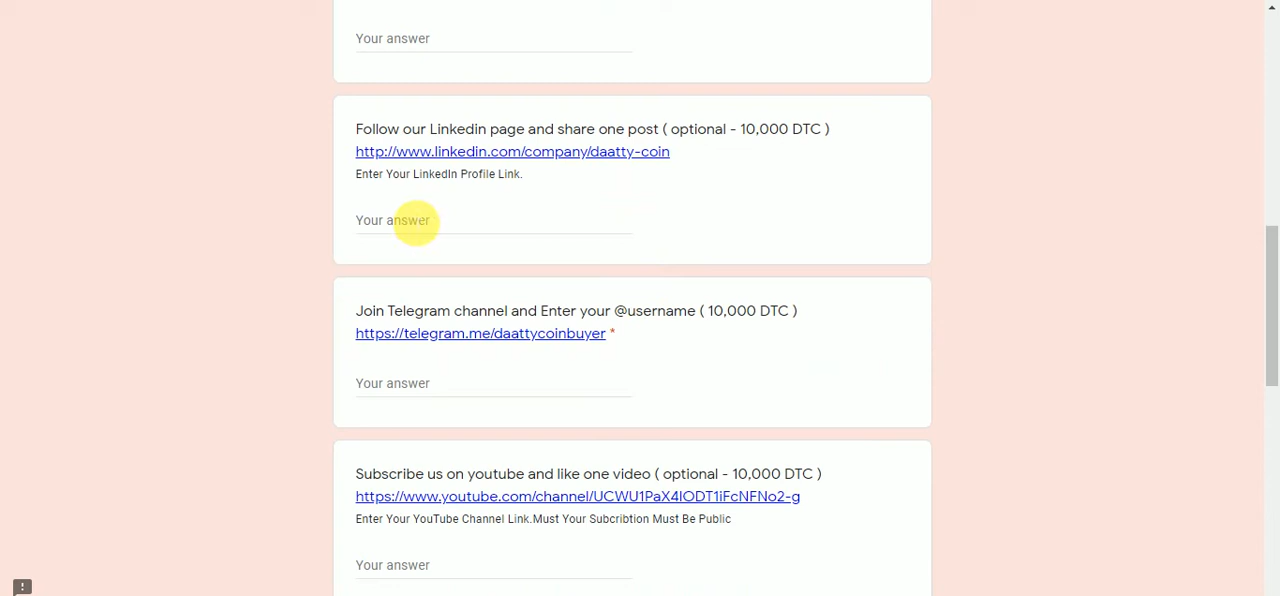 Your answer
Follow our Linkedin page and share one post ( optional - 10,000 DTC )
http://www.linkedin.com/company/daatty-coin
Enter Your LinkedIn Profile Link.
Your answer
Join Telegram channel and Enter your @username ( 10,000 DTC )
https://telegram.me/daattycoinbuyer *
Your answer
Subscribe us on youtube and like one video ( optional - 10,000 DTC )
https://www.youtube.com/channel/UCWU1PaX4IODT1iFcNFNo2-g
Enter Your YouTube Channel Link.Must Your Subcribtion Must Be Public
Your answer